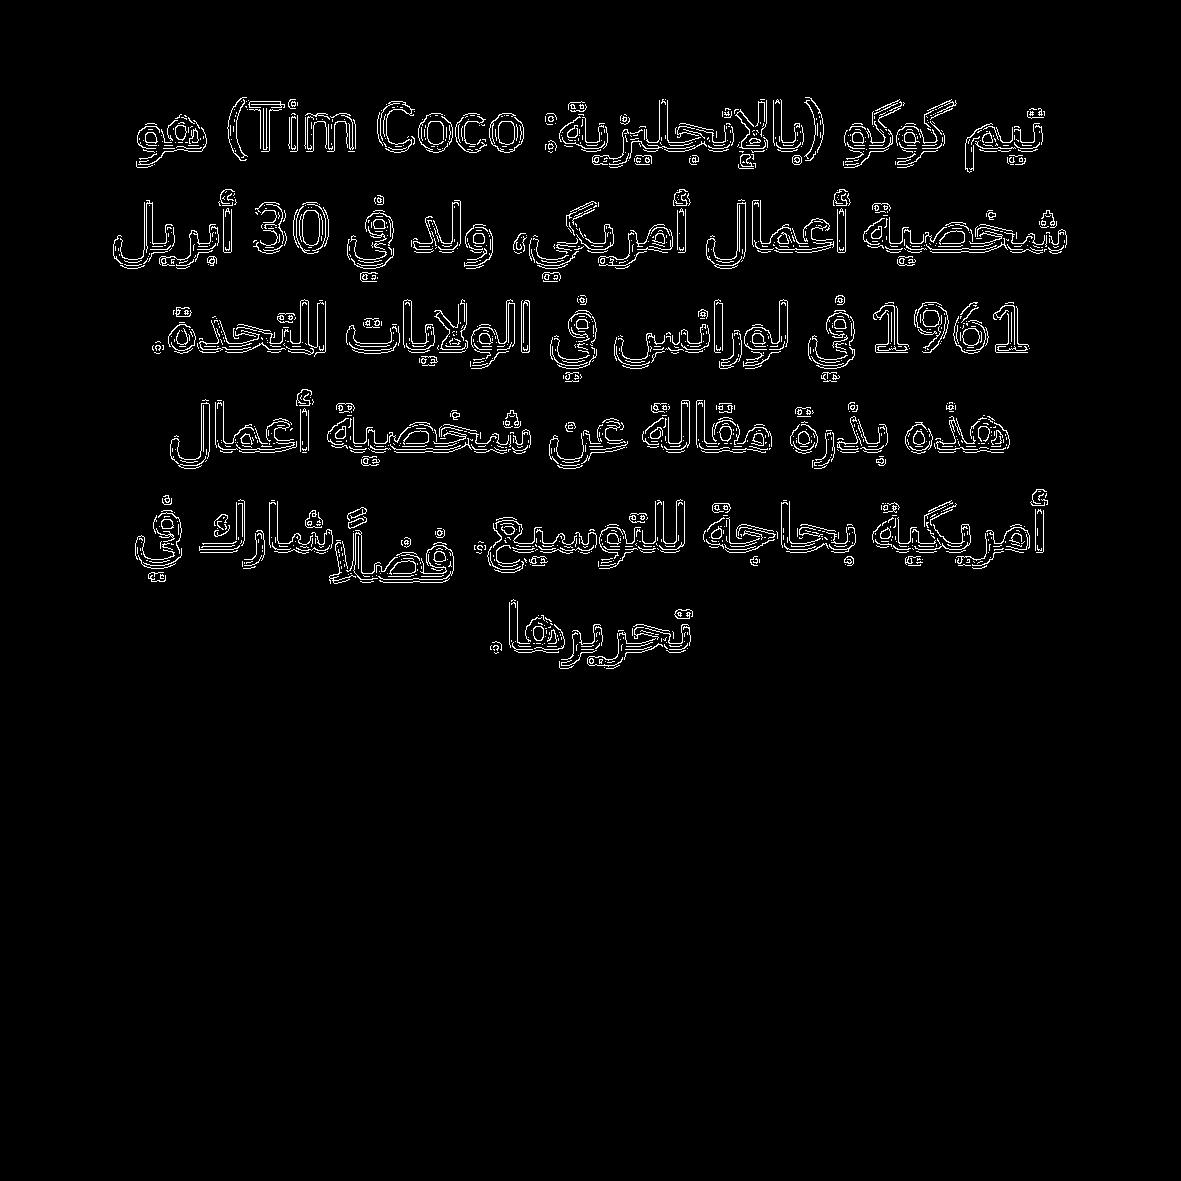 تيم كوكو (بالإنجليزية: Tim Coco) هو
شخصية أعمال أمريكي، ولد في 30 أبريل
1961 في لورانس في الولايات المتحدة.
هذه بذرة مقالة عن شخصية أعمال
أمريكية بحاجة للتوسيع. فضلًا شارك في
تحريرها.